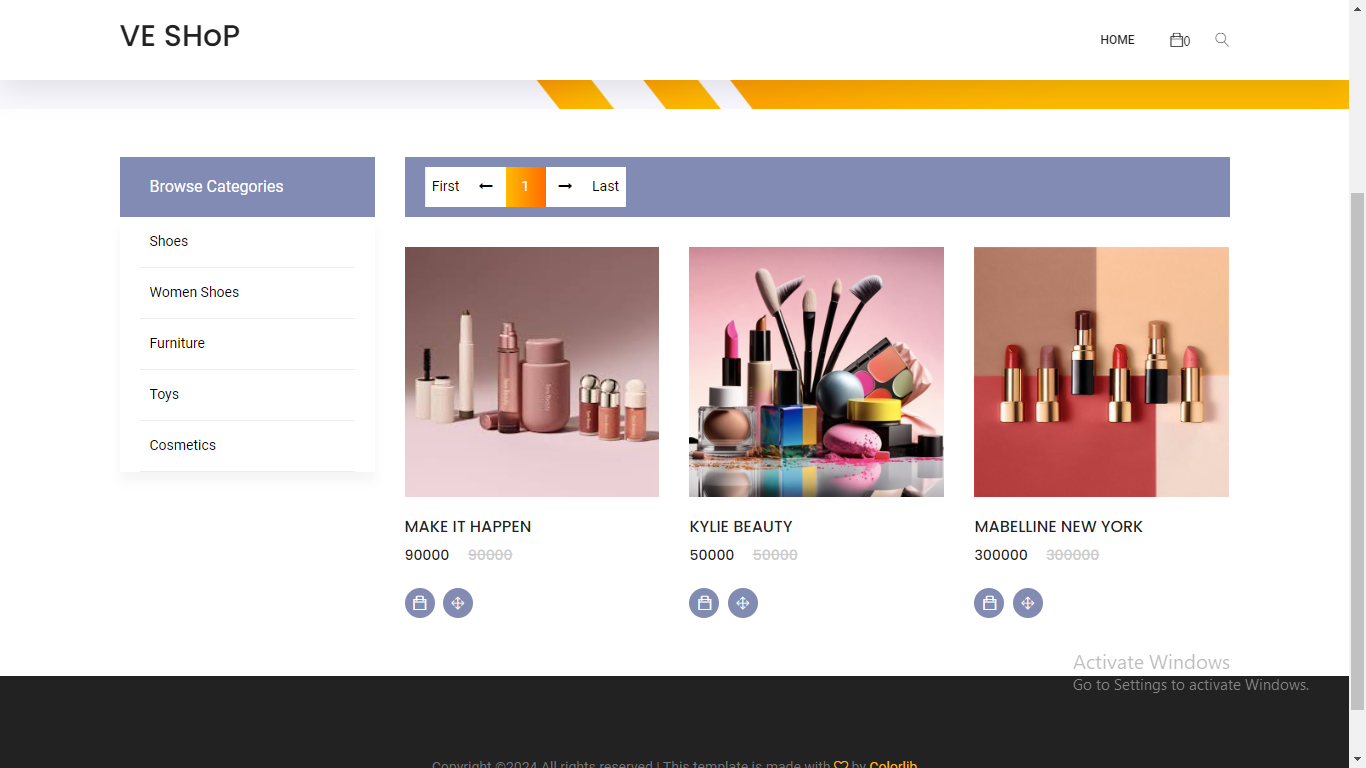 VE SHoP
HOME
0
Browse Categories
Shoes
Women Shoes
Furniture
Toys
Cosmetics
First
1
Last
MAKE IT HAPPEN
90000 90000
KYLIE BEAUTY
50000 50000
MABELLINE NEW YORK
300000 300000
Activate Windows
Go to Settings to activate Windows.
Copyright ©2024 All rights reserved | This template is made with ♡ by Colorlib